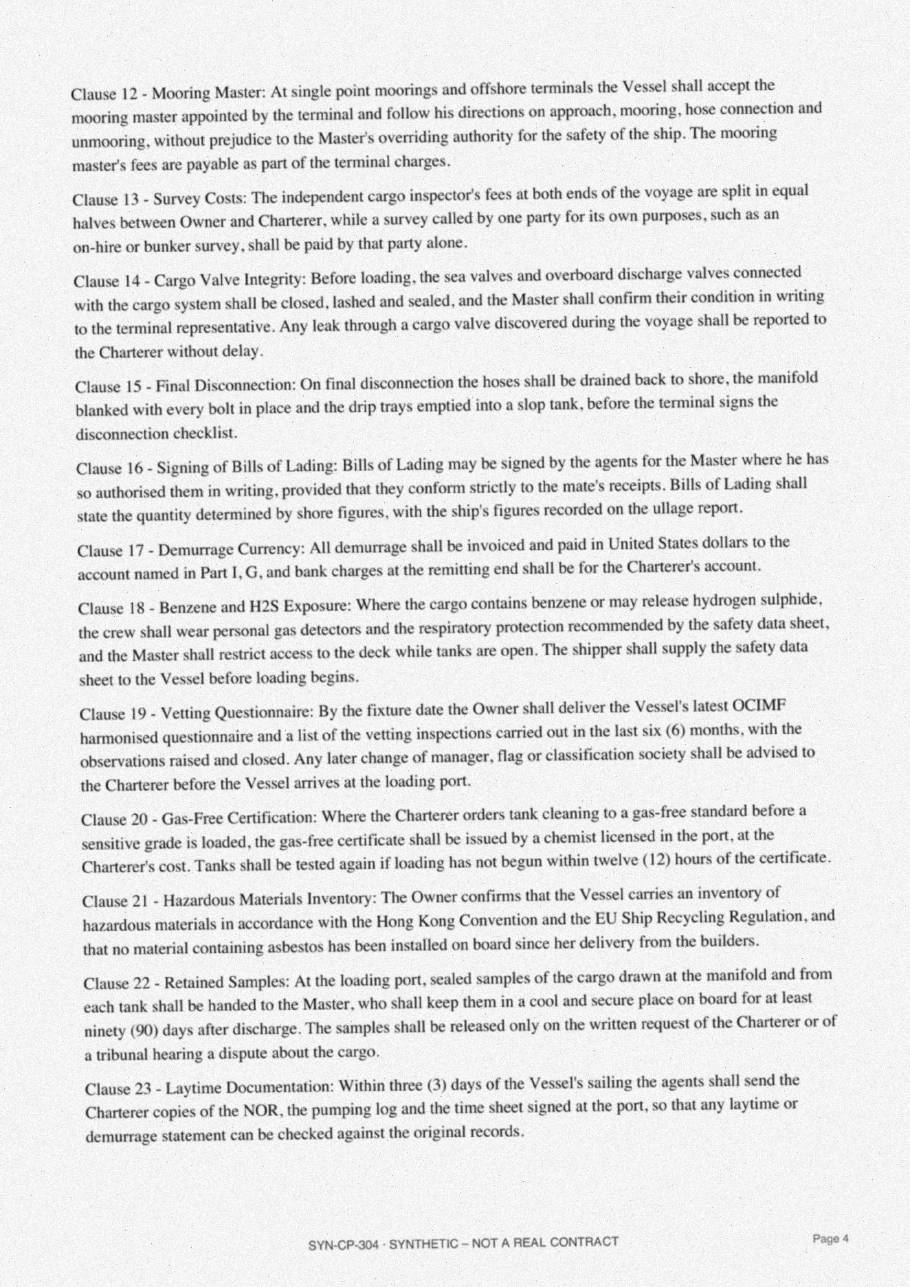 Clause 12 - Mooring Master: At single point moorings and offshore terminals the Vessel shall accept the
mooring master appointed by the terminal and follow his directions on approach, mooring, hose connection and
unmooring, without prejudice to the Master's overriding authority for the safety of the ship. The mooring
master's fees are payable as part of the terminal charges.
Clause 13 - Survey Costs: The independent cargo inspector's fees at both ends of the voyage are split in equal
halves between Owner and Charterer, while a survey called by one party for its own purposes, such as an
on-hire or bunker survey, shall be paid by that party alone.
Clause 14 - Cargo Valve Integrity: Before loading, the sea valves and overboard discharge valves connected
with the cargo system shall be closed, lashed and sealed, and the Master shall confirm their condition in writing
to the terminal representative. Any leak through a cargo valve discovered during the voyage shall be reported to
the Charterer without delay.
Clause 15 - Final Disconnection: On final disconnection the hoses shall be drained back to shore, the manifold
blanked with every bolt in place and the drip trays emptied into a slop tank, before the terminal signs the
disconnection checklist.
Clause 16 - Signing of Bills of Lading: Bills of Lading may be signed by the agents for the Master where he has
so authorised them in writing, provided that they conform strictly to the mate's receipts. Bills of Lading shall
state the quantity determined by shore figures, with the ship's figures recorded on the ullage report.
Clause 17 - Demurrage Currency: All demurrage shall be invoiced and paid in United States dollars to the
account named in Part I, G, and bank charges at the remitting end shall be for the Charterer's account.
Clause 18 - Benzene and H2S Exposure: Where the cargo contains benzene or may release hydrogen sulphide,
the crew shall wear personal gas detectors and the respiratory protection recommended by the safety data sheet,
and the Master shall restrict access to the deck while tanks are open. The shipper shall supply the safety data
sheet to the Vessel before loading begins.
Clause 19 - Vetting Questionnaire: By the fixture date the Owner shall deliver the Vessel's latest OCIMF
harmonised questionnaire and a list of the vetting inspections carried out in the last six (6) months, with the
observations raised and closed. Any later change of manager, flag or classification society shall be advised to
the Charterer before the Vessel arrives at the loading port.
Clause 20 - Gas-Free Certification: Where the Charterer orders tank cleaning to a gas-free standard before a
sensitive grade is loaded, the gas-free certificate shall be issued by a chemist licensed in the port, at the
Charterer's cost. Tanks shall be tested again if loading has not begun within twelve (12) hours of the certificate.
Clause 21 - Hazardous Materials Inventory: The Owner confirms that the Vessel carries an inventory of
hazardous materials in accordance with the Hong Kong Convention and the EU Ship Recycling Regulation, and
that no material containing asbestos has been installed on board since her delivery from the builders.
Clause 22 - Retained Samples: At the loading port, sealed samples of the cargo drawn at the manifold and from
each tank shall be handed to the Master, who shall keep them in a cool and secure place on board for at least
ninety (90) days after discharge. The samples shall be released only on the written request of the Charterer or of
a tribunal hearing a dispute about the cargo.
Clause 23 - Laytime Documentation: Within three (3) days of the Vessel's sailing the agents shall send the
Charterer copies of the NOR, the pumping log and the time sheet signed at the port, so that any laytime or
demurrage statement can be checked against the original records.
SYN-CP-304 · SYNTHETIC – NOT A REAL CONTRACT
Page 4